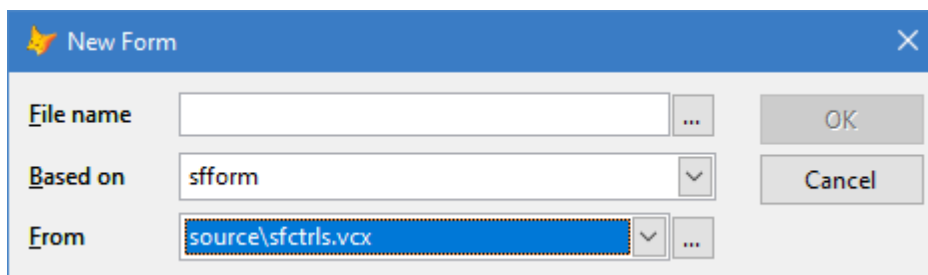 New Form
File name ...
OK
Based on sfform
Cancel
From source\sfctrls.vcx ...